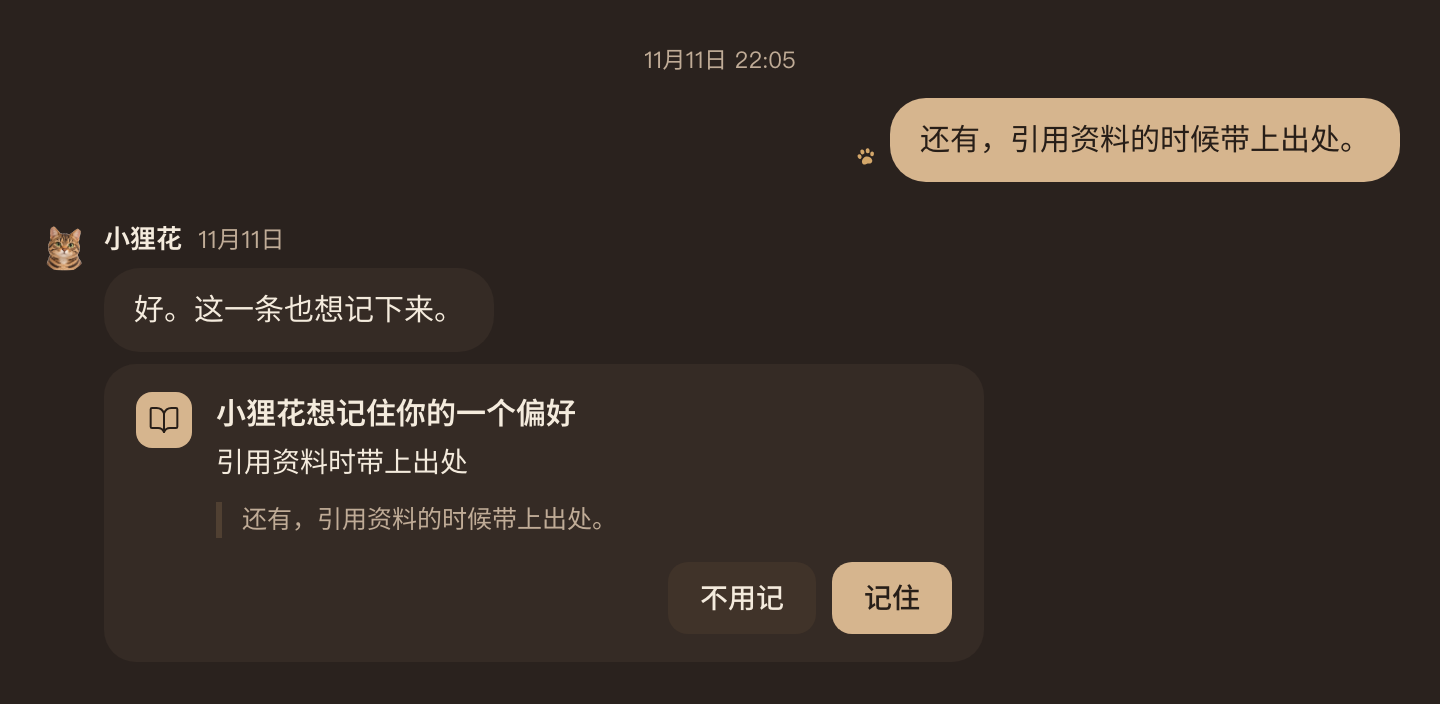 11月11日 22:05
还有，引用资料的时候带上出处。
小狸花 11月11日
好。这一条也想记下来。
小狸花想记住你的一个偏好
引用资料时带上出处
还有，引用资料的时候带上出处。
不用记 记住